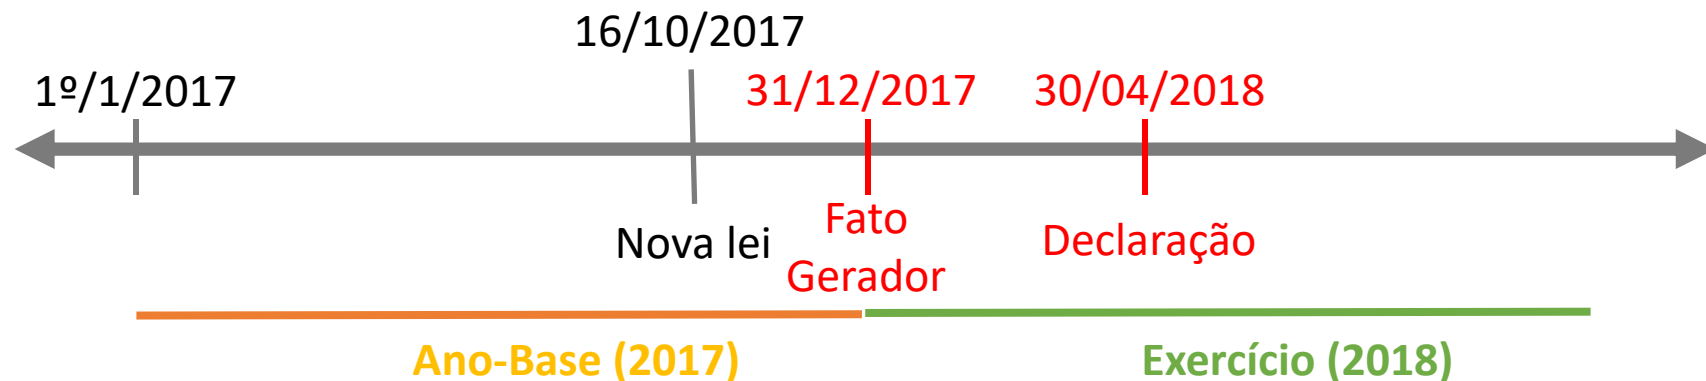 16/10/2017
1º/1/2017
31/12/2017
30/04/2018
Nova lei
Fato
Gerador
Declaração
Ano-Base (2017)
Exercício (2018)